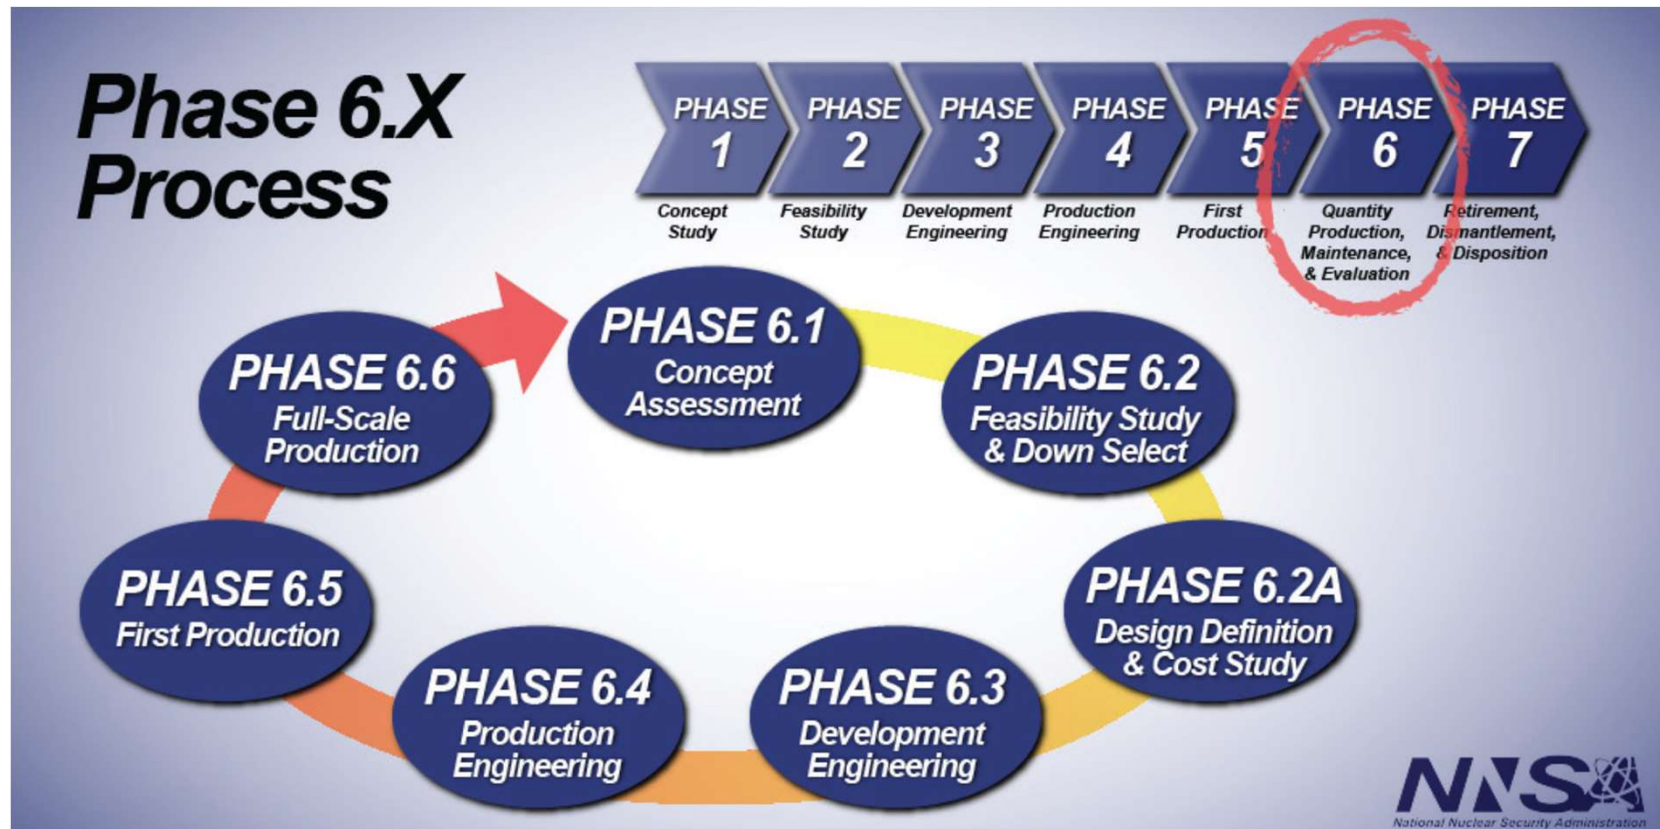 Phase 6.X
Process
PHASE
1
PHASE
2
PHASE
3
PHASE
4
PHASE
5
PHASE
6
PHASE
7
Concept
Study
Feasibility
Study
Development
Engineering
Production
Engineering
First
Production
Quantity
Production,
Maintenance,
& Evaluation
Retirement,
Dismantlement,
& Disposition
PHASE 6.1
Concept
Assessment
PHASE 6.2
Feasibility Study
& Down Select
PHASE 6.2A
Design Definition
& Cost Study
PHASE 6.3
Development
Engineering
PHASE 6.4
Production
Engineering
PHASE 6.5
First Production
PHASE 6.6
Full-Scale
Production
NNSA
National Nuclear Security Administration